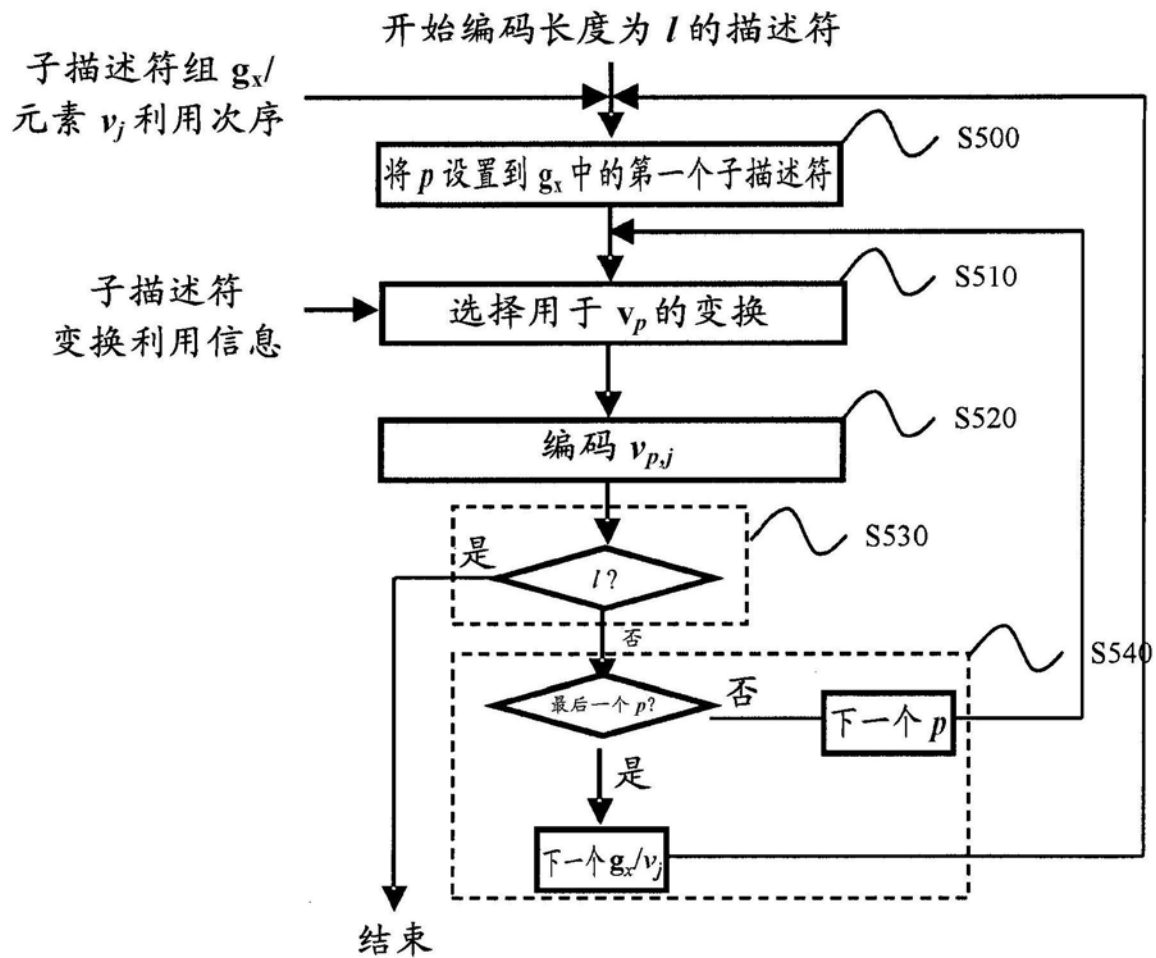 开始编码长度为 l 的描述符
子描述符组 gx/
元素 vj 利用次序
S500
将 p 设置到 gx 中的第一个子描述符
S510
子描述符
变换利用信息
选择用于 vp 的变换
S520
编码 vp,j
S530
是
l?
否
S540
最后一个 p?
否
下一个 p
是
下一个 gx/vj
结束